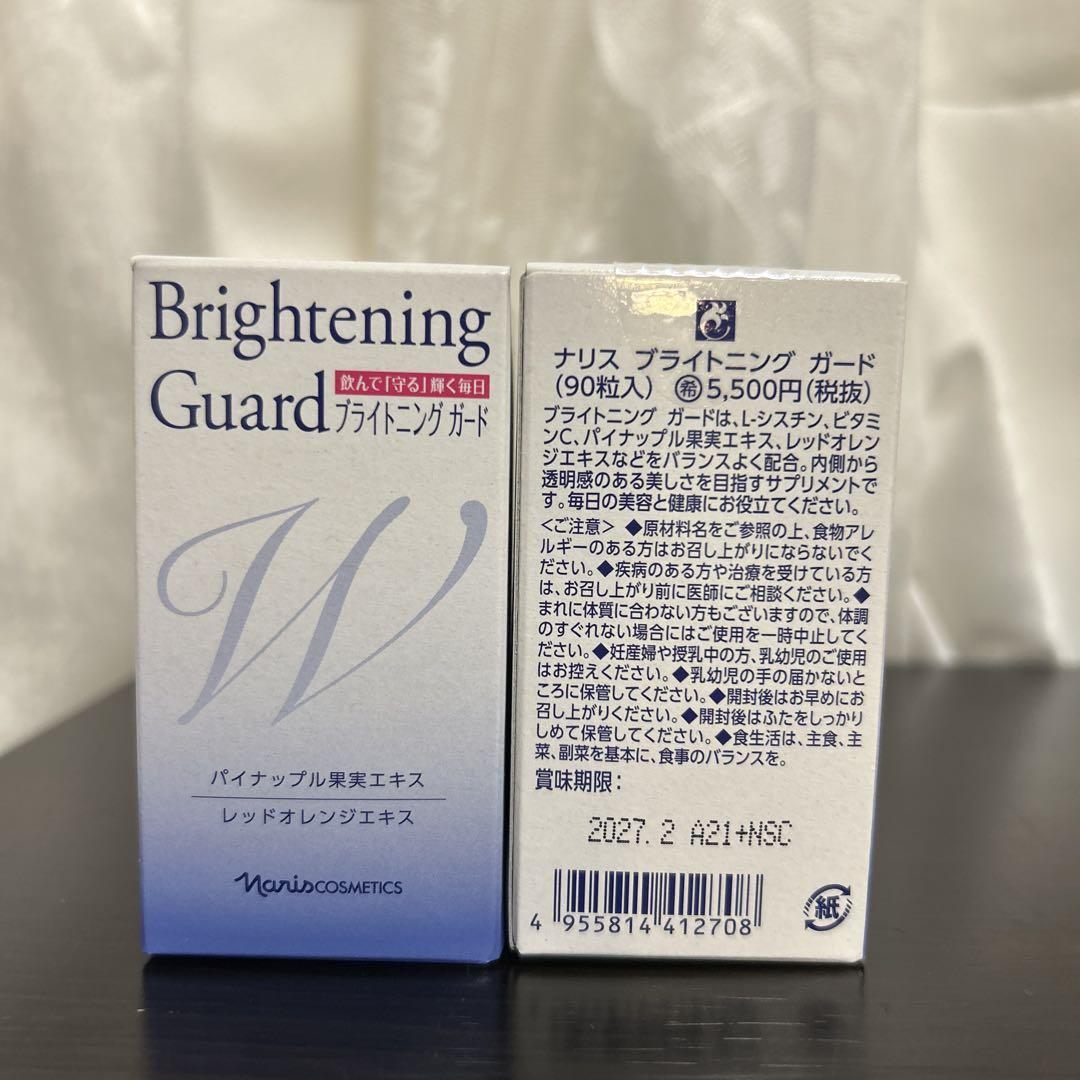 Brightening
Guard
飲んで「守る」輝く毎日
ブライトニング ガード
W
パイナップル果実エキス
レッドオレンジエキス
Naris COSMETICS
ナリス ブライトニング ガード
(90粒入) ㊗5,500円(税抜)
ブライトニング ガードは、L-シスチン、ビタミ
ンC、パイナップル果実エキス、レッドオレン
ジエキスなどをバランスよく配合。内側から
透明感のある美しさを目指すサプリメントで
す。毎日の美容と健康にお役立てください。
<ご注意> ◆原材料名をご参照の上、食物アレ
ルギーのある方はお召し上がりにならないでく
ださい。◆疾病のある方や治療を受けている方
は、お召し上がり前に医師にご相談ください。◆
まれに体質に合わない方もございますので、体調
のすぐれない場合にはご使用を一時中止してく
ださい。◆妊産婦や授乳中の方、乳幼児のご使用
はお控えください。◆乳幼児の手の届かないと
ころに保管してください。◆開封後はお早めにお
召し上がりください。◆開封後はふたをしっかり
しめて保管してください。◆食生活は、主食、主
菜、副菜を基本に、食事のバランスを。
賞味期限:
2027. 2 A21+NSC
4 955814 412708
紙